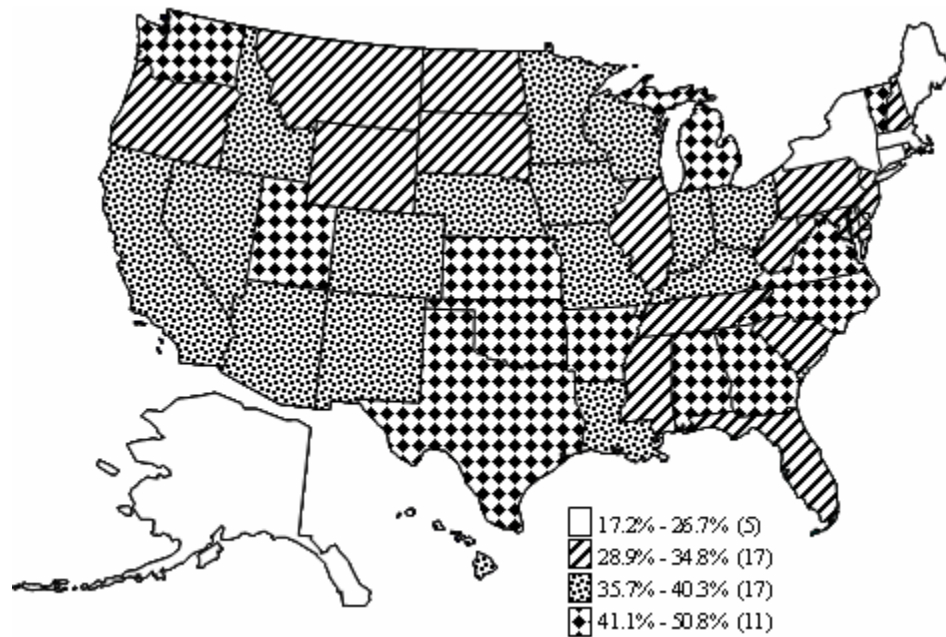 17.2% - 26.7% (5)
28.9% - 34.8% (17)
35.7% - 40.3% (17)
41.1% - 50.8% (11)